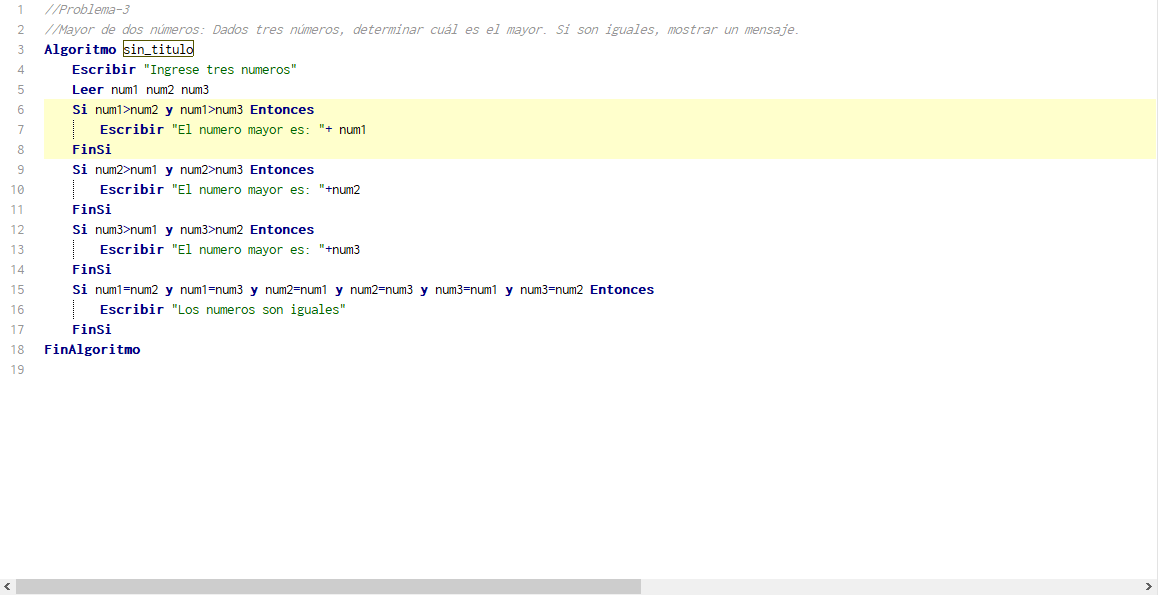 1 //Problema-3
2 //Mayor de dos números: Dados tres números, determinar cuál es el mayor. Si son iguales, mostrar un mensaje.
3 Algoritmo sin_titulo
4 Escribir "Ingrese tres numeros"
5 Leer num1 num2 num3
6 Si num1>num2 y num1>num3 Entonces
7 Escribir "El numero mayor es: "+ num1
8 FinSi
9 Si num2>num1 y num2>num3 Entonces
10 Escribir "El numero mayor es: "+num2
11 FinSi
12 Si num3>num1 y num3>num2 Entonces
13 Escribir "El numero mayor es: "+num3
14 FinSi
15 Si num1=num2 y num1=num3 y num2=num1 y num2=num3 y num3=num1 y num3=num2 Entonces
16 Escribir "Los numeros son iguales"
17 FinSi
18 FinAlgoritmo
19